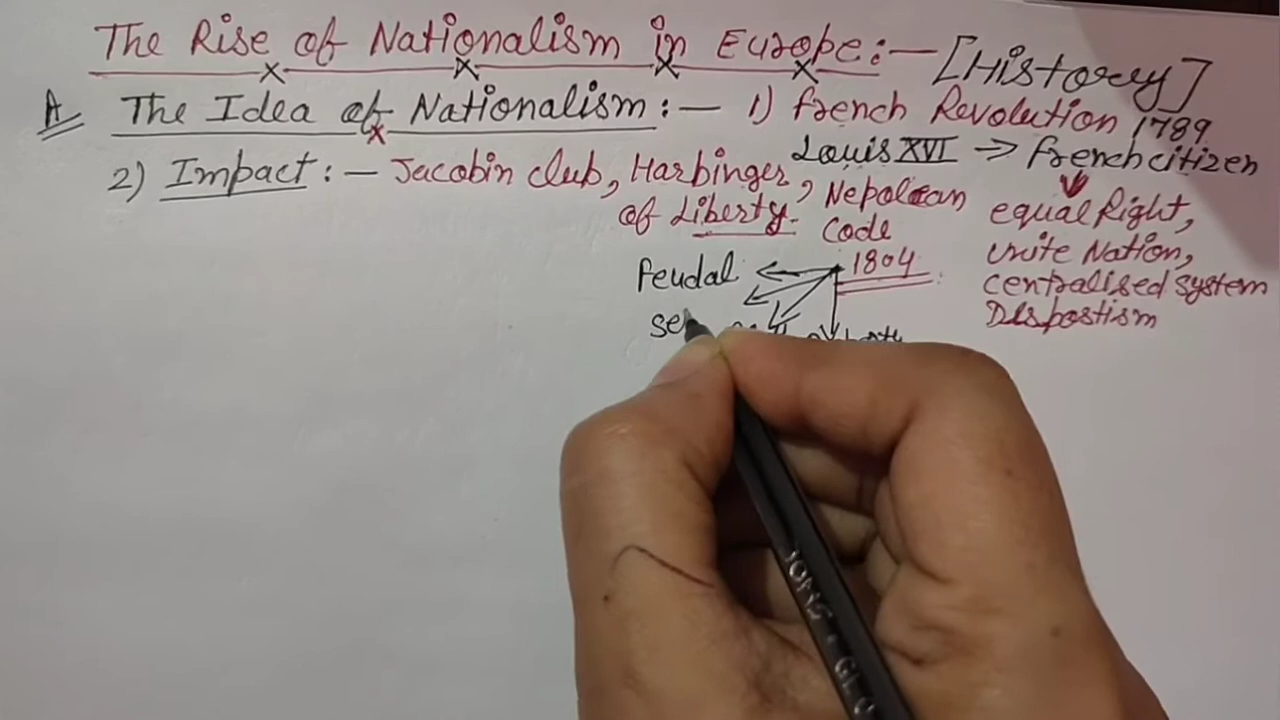 The Rise of Nationalism in Europe:— [History]
A The Idea of Nationalism:— 1) french Revolution 1789
Louis XVI → french citizen
2) Impact:— Jacobin club, Harbinger of Liberty, Nepolean Code 1804
equal Right,
unite Nation,
centralised system
Dispostism
feudal